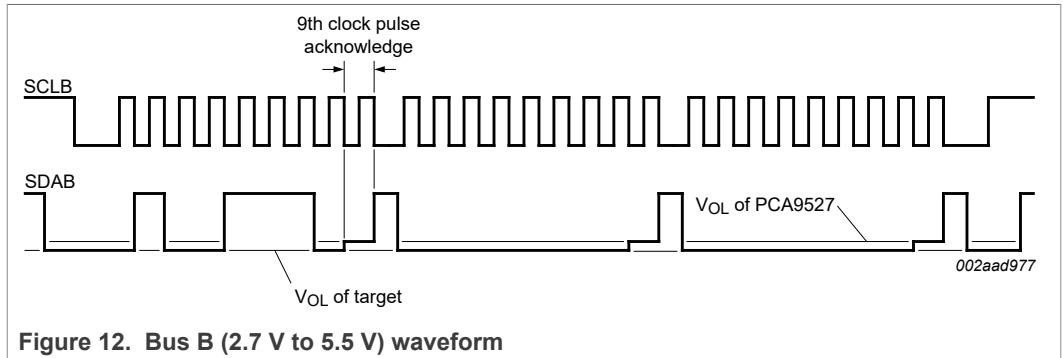 9th clock pulse
acknowledge
SCLB
SDAB
VOL of PCA9527
002aad977
VOL of target
Figure 12. Bus B (2.7 V to 5.5 V) waveform